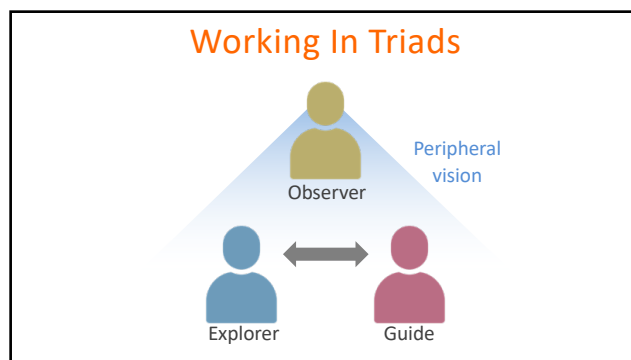 Working In Triads
Peripheral
vision
Observer
Explorer
Guide